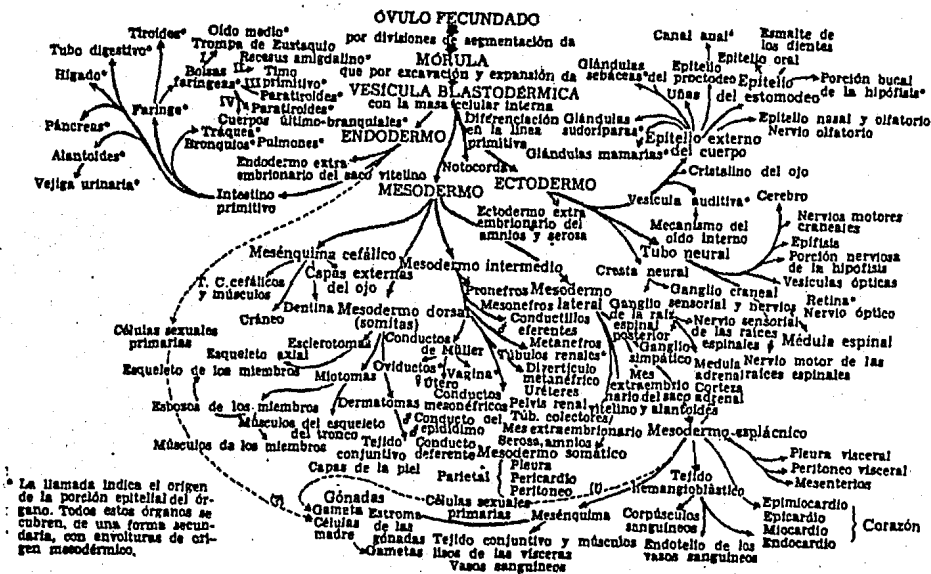 ÓVULO FECUNDADO
por divisiones de segmentación da
MÓRULA
que por excavación y expansión da
VESICULA BLASTODÉRMICA
con la masa celular interna
Diferenciación
en la línea
primitiva
ENDODERMO
Notocorda
MESODERMO
ECTODERMO
Tiroides*
Tubo digestivo*
Hígado*
Páncreas*
Alantoides*
Vejiga urinaria*
Faringe*
Oído medio*
Trompa de Eustaquio
Recesus amigdalino*
Bolsas
faríngeas*
I
II
III
IV
Timo
primitivo*
Paratiroides*
Paratiroides*
Cuerpos último-branquiales*
Tráquea*
Bronquios*
Pulmones*
Endodermo extra
embrionario del saco vitelino
Intestino
primitivo
Canal anal*
Esmalte de
los dientes
Epitelio oral
Glándulas
sebáceas*
Epitelio
del proctodeo
Epitelio
del estomodeo
Porción bucal
de la hipófisis*
Uñas
Glándulas
sudoríparas*
Glándulas mamarias*
Epitelio externo
del cuerpo
Epitelio nasal y olfatorio
Nervio olfatorio
Cristalino del ojo
Vesícula auditiva*
Cerebro
Mecanismo del
oído interno
Tubo neural
Nervios motores
craneales
Epífisis
Porción nerviosa
de la hipófisis
Vesículas ópticas
Retina*
Nervio óptico
Ectodermo extra
embrionario del
amnios y serosa
Cresta neural
Ganglio craneal
Ganglio sensorial y nervios
de la raíz
espinal
posterior
Nervio sensorial
de las raíces
espinales
Médula espinal
Ganglio
simpático
Médula
adrenal
Nervio motor de las
raíces espinales
Corteza
adrenal
Mesénquima cefálico
T. C. cefálicos
y músculos
Capas externas
del ojo
Cráneo
Dentina
Mesodermo intermedio
Mesodermo dorsal
(somitas)
Pronefros
Mesonefros
Mesodermo
lateral
Conductillos
eferentes
Metanefros
Túbulos renales*
Divertículo
metanéfrico
Uréteres
Pelvis renal
Túb. colectores
Células sexuales
primarias
Esclerotomas
Esqueleto axial
Esqueleto de los miembros
Miotomas
Esbozos de los miembros
Músculos del esqueleto
del tronco
Músculos de los miembros
Dermatomas
Tejido
conjuntivo
Capas de la piel
Conductos
de Müller
Oviductos*
Vagina*
Útero
Conductos
mesonéfricos
Conducto del
epidídimo
Conducto
deferente
Mes
extraembrio
nario del saco
vitelino y alantoides
Mes extraembrionario
Serosa, amnios
Mesodermo somático
Parietal
Pleura
Pericardio
Peritoneo
Mesodermo esplácnico
Pleura visceral
Peritoneo visceral
Mesenterios
Tejido
hemangioblástico
Epimiocardio
Epicardio
Miocardio
Endocardio
Corazón
Corpúsculos
sanguíneos
Endotelio de los
vasos sanguíneos
Mesénquima
Tejido conjuntivo y músculos
lisos de las vísceras
Vasos sanguíneos
Células sexuales
primarias
(?)
Gónadas
Gameta
Células
madre
Estroma
de las
gónadas
Gametas
* La llamada indica el origen
de la porción epitelial del ór-
gano. Todos estos órganos se
cubren, de una forma secun-
daria, con envolturas de ori-
gen mesodérmico.